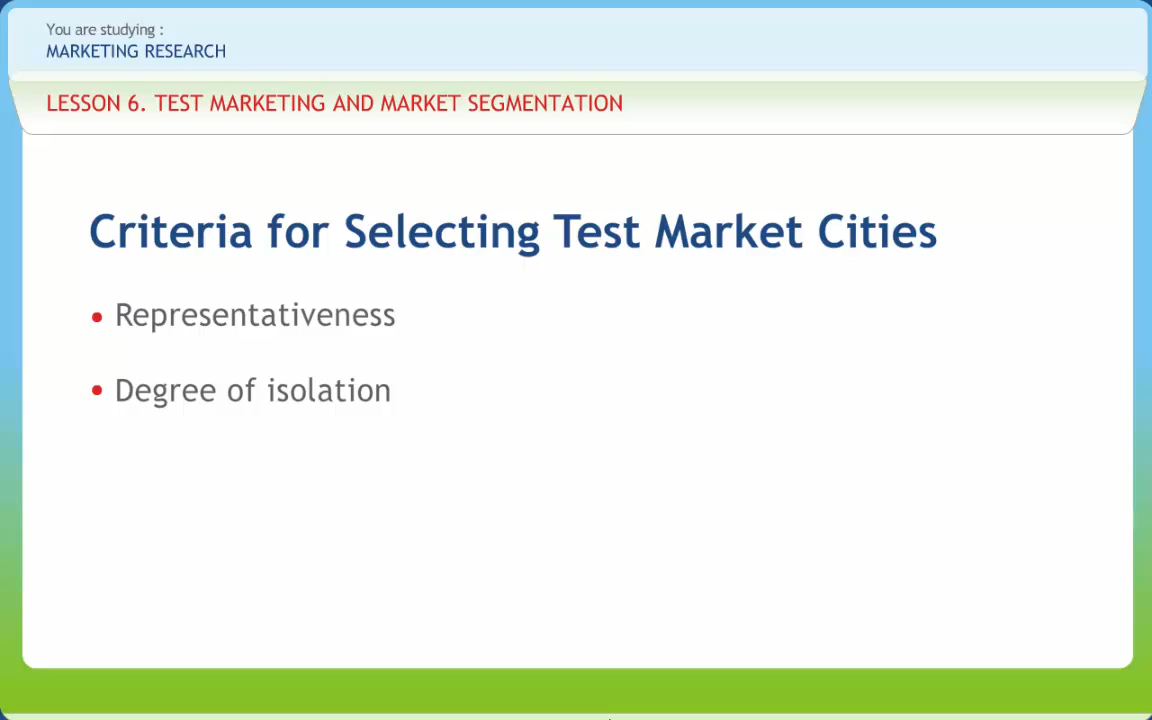 You are studying :
MARKETING RESEARCH
LESSON 6. TEST MARKETING AND MARKET SEGMENTATION
Criteria for Selecting Test Market Cities
• Representativeness
• Degree of isolation